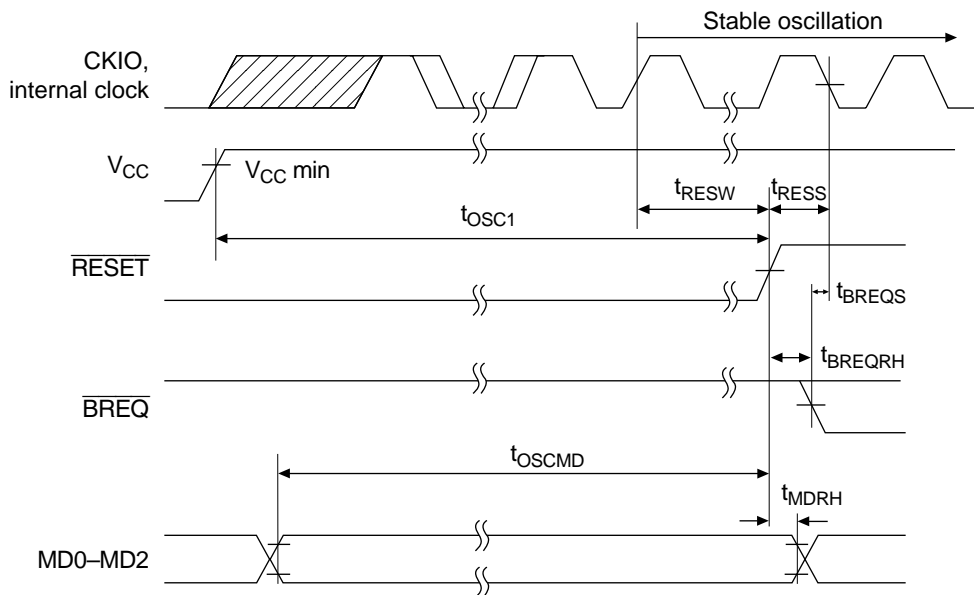 Stable oscillation
CKIO,
internal clock
VCC
VCC min
tRESW
tRESS
tOSC1
RESET
tBREQS
tBREQRH
BREQ
tOSCMD
tMDRH
MD0–MD2